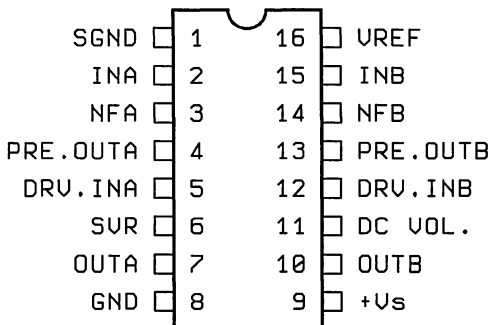 SGND 1 16 VREF
INA 2 15 INB
NFA 3 14 NFB
PRE.OUTA 4 13 PRE.OUTB
DRV.INA 5 12 DRV.INB
SVR 6 11 DC VOL.
OUTA 7 10 OUTB
GND 8 9 +Vs